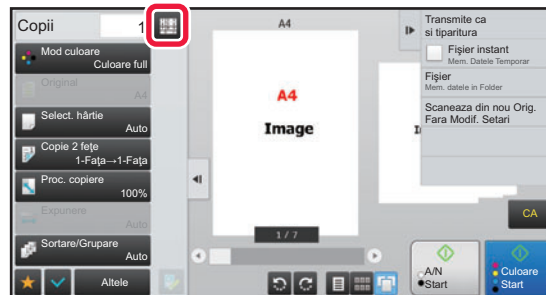 Copii
1
Mod culoare
Culoare full
Original
A4
Select. hârtie
Auto
Copie 2 feţe
1-Faţa→1-Faţa
Proc. copiere
100%
Expunere
Auto
Sortare/Grupare
Auto
Altele
A4
A4
Image
1 / 7
Transmite ca
si tiparitura
Fişier instant
Mem. Datele Temporar
Fişier
Mem. datele in Folder
Scaneaza din nou Orig.
Fara Modif. Setari
CA
A/N
Start
Culoare
Start